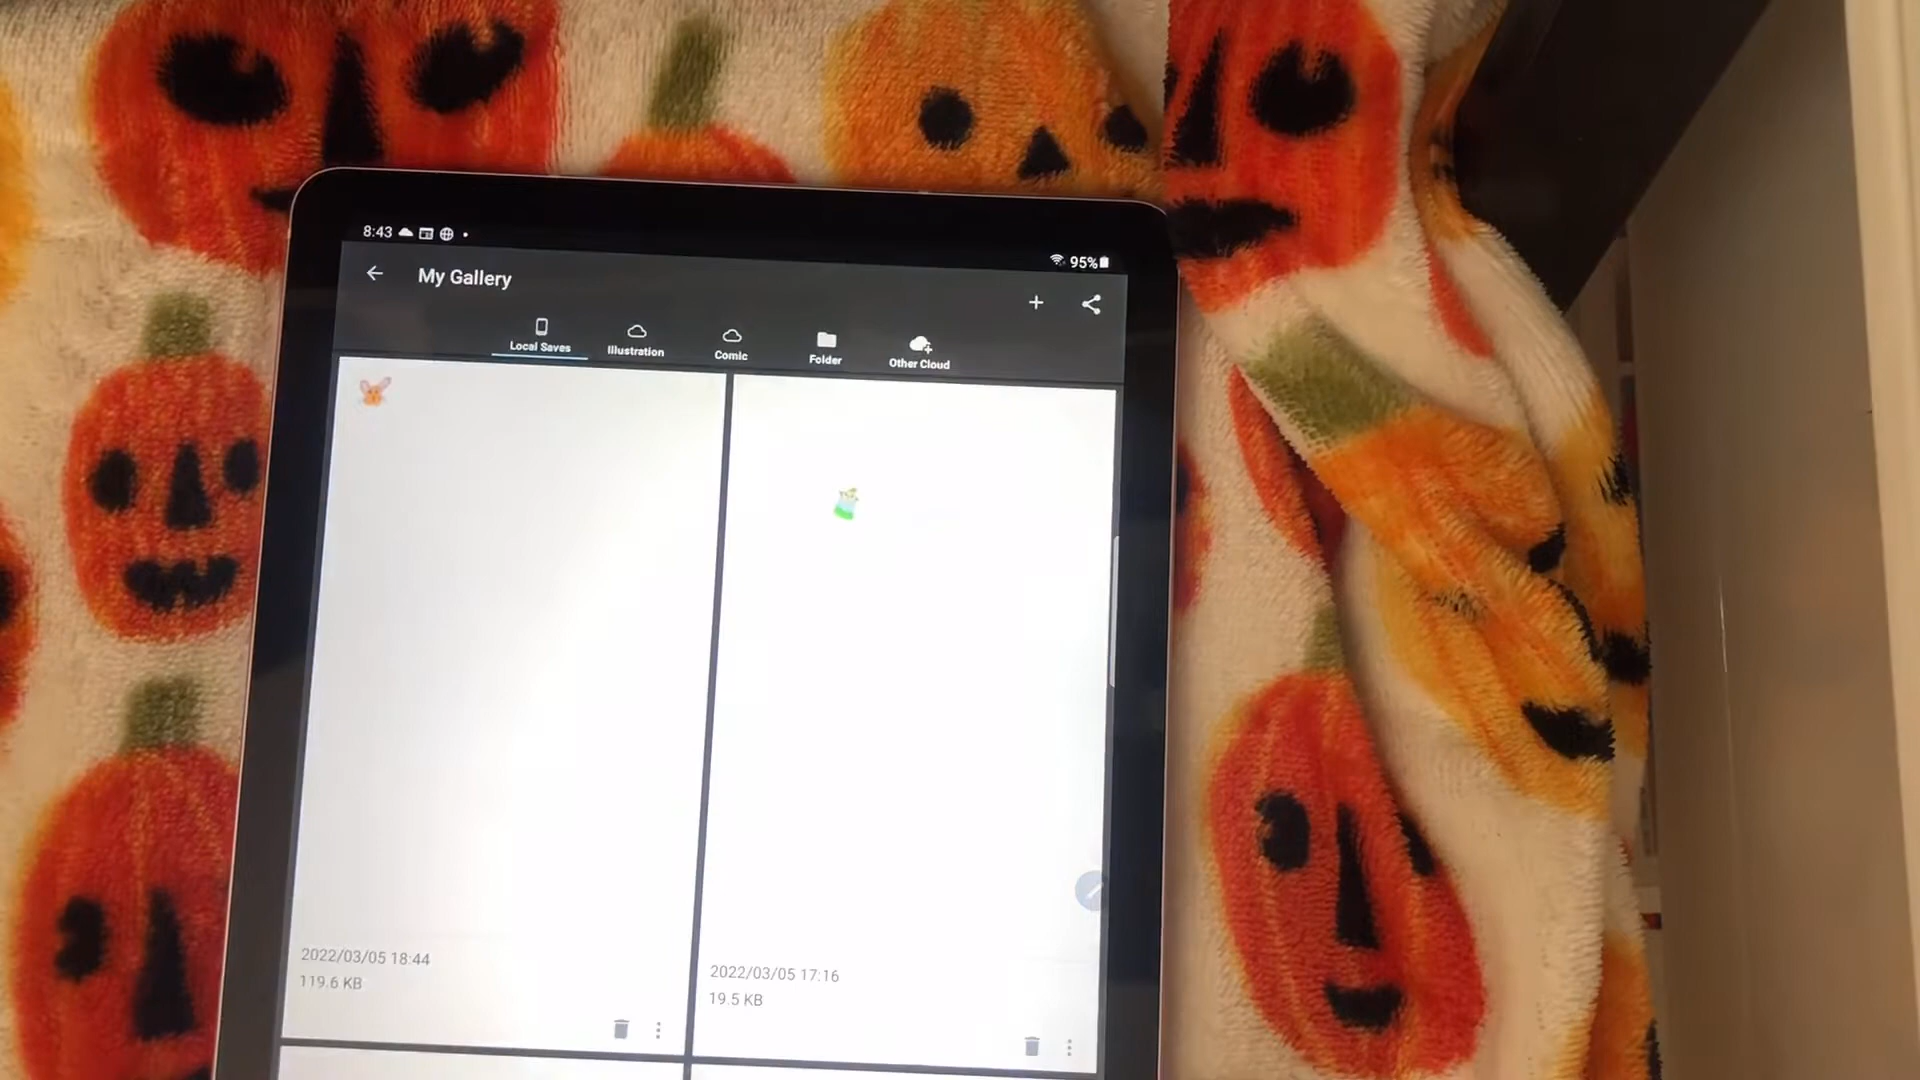 8:43
95%
My Gallery
Local Saves
Illustration
Comic
Folder
Other Cloud
2022/03/05 18:44
119.6 KB
2022/03/05 17:16
19.5 KB